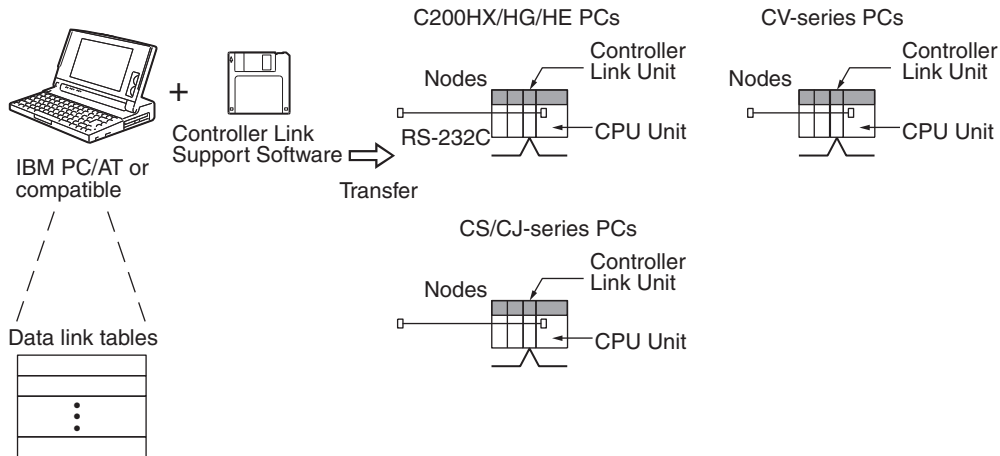 C200HX/HG/HE PCs
Nodes
Controller
Link Unit
RS-232C
CPU Unit
CV-series PCs
Nodes
Controller
Link Unit
CPU Unit
+
Controller Link
Support Software
Transfer
IBM PC/AT or
compatible
CS/CJ-series PCs
Nodes
Controller
Link Unit
CPU Unit
Data link tables